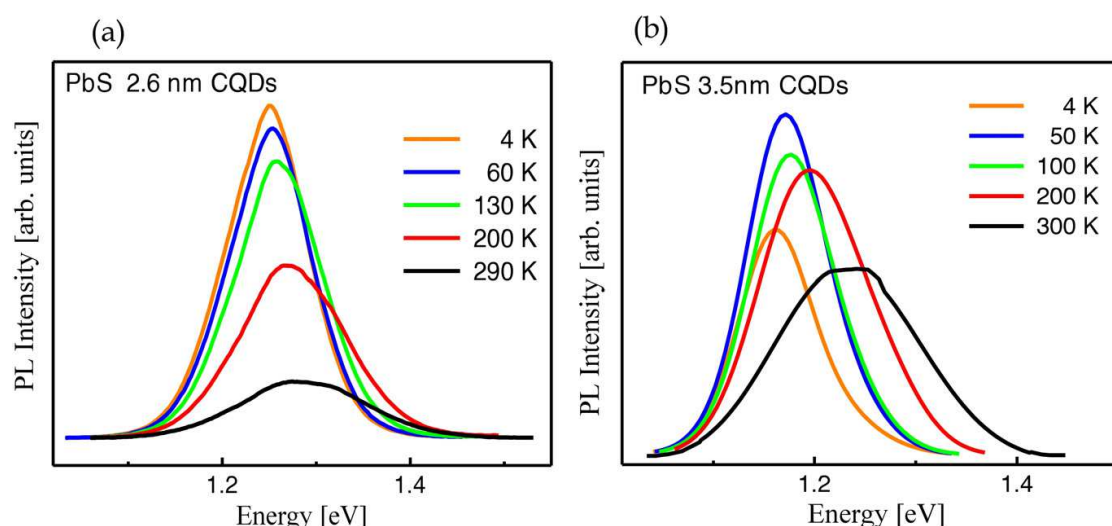 (a)
PbS 2.6 nm CQDs
4 K
60 K
130 K
200 K
290 K
PL Intensity [arb. units]
1.2
1.4
Energy [eV]
(b)
PbS 3.5nm CQDs
4 K
50 K
100 K
200 K
300 K
PL Intensity [arb. units]
1.2
1.4
Energy [eV]